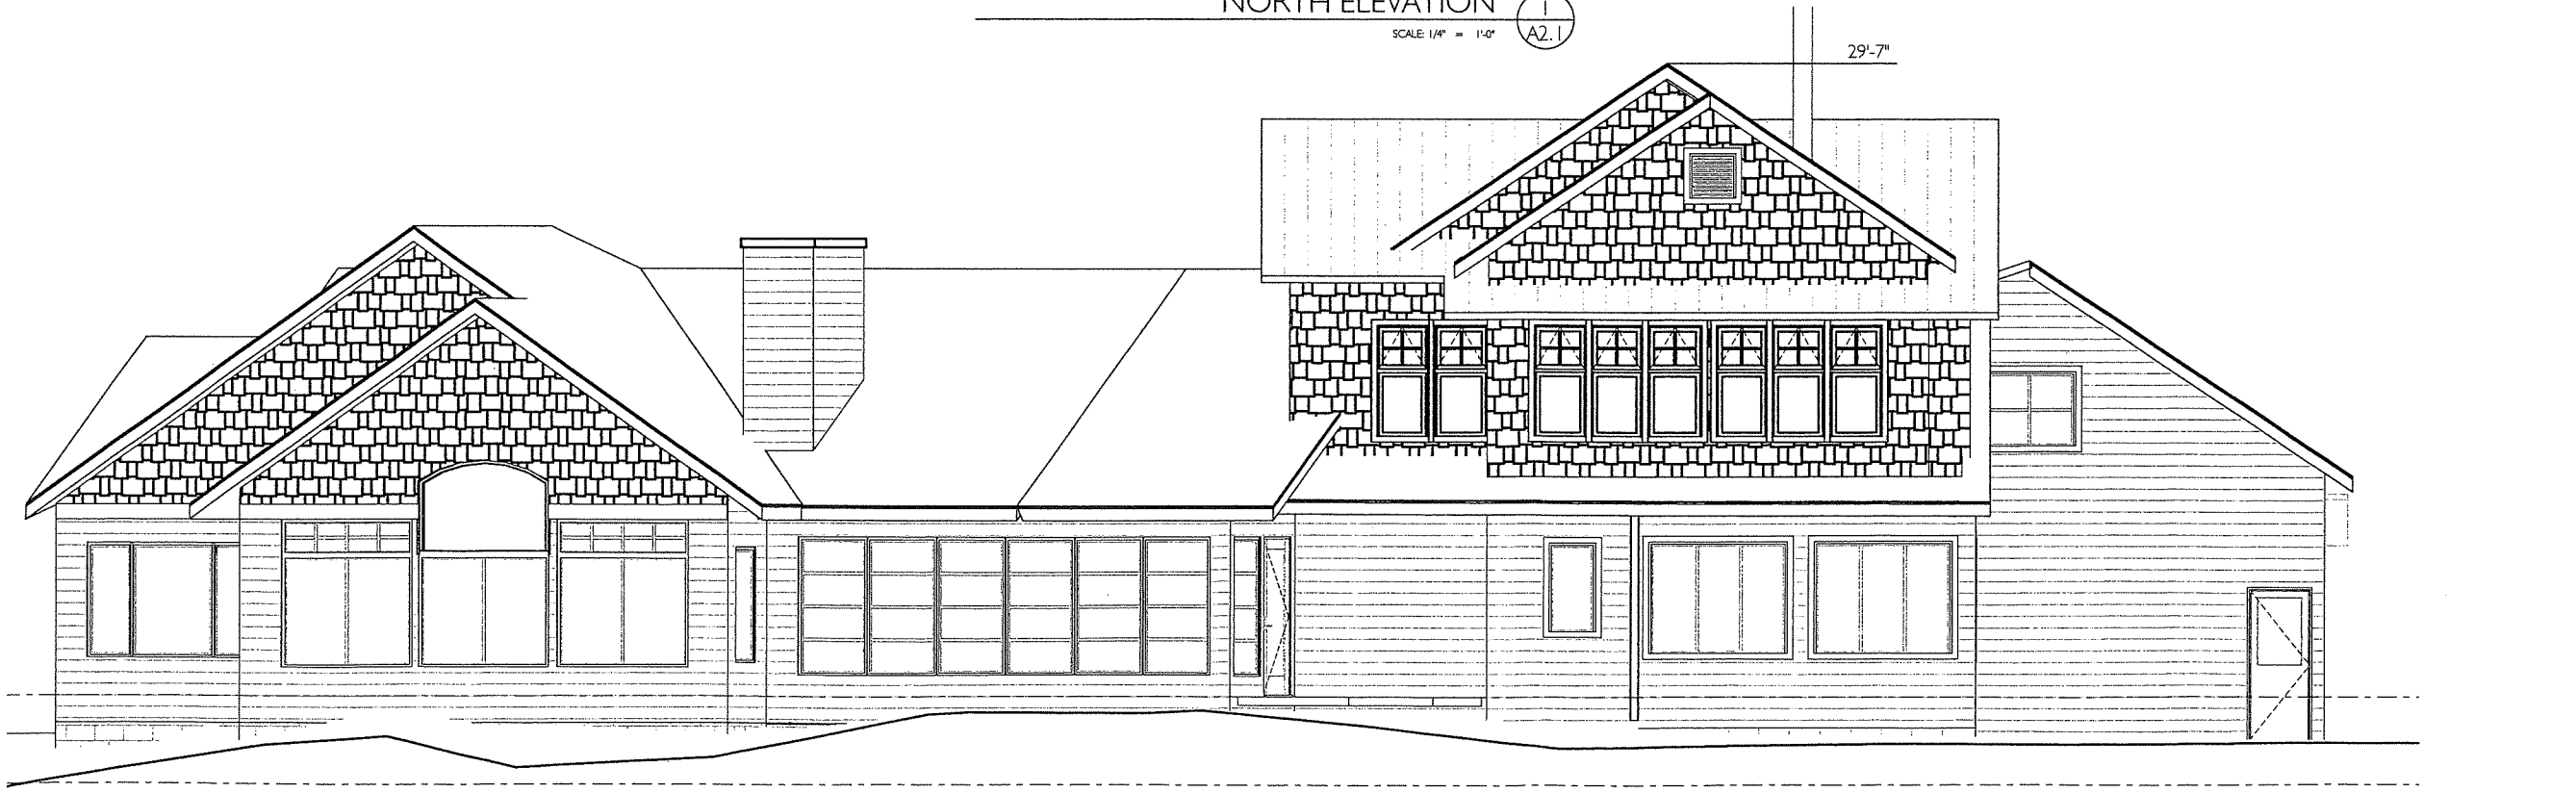 NORTH ELEVATION
1
SCALE: 1/4" = 1'-0"
A2.1
29'-7"